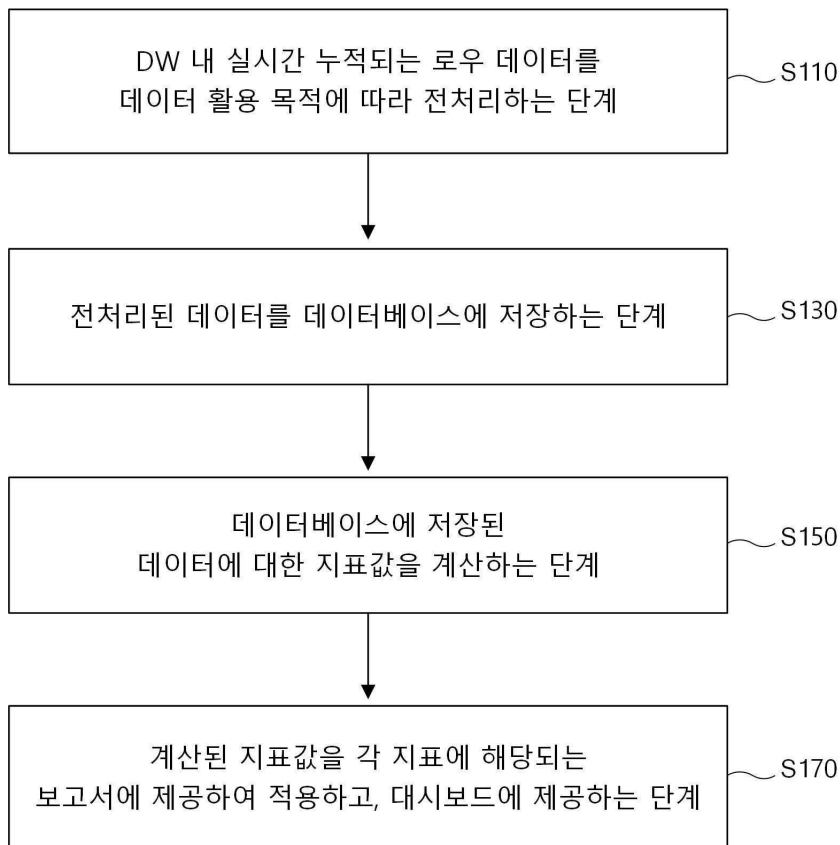 DW 내 실시간 누적되는 로우 데이터를
데이터 활용 목적에 따라 전처리하는 단계
S110
전처리된 데이터를 데이터베이스에 저장하는 단계
S130
데이터베이스에 저장된
데이터에 대한 지표값을 계산하는 단계
S150
계산된 지표값을 각 지표에 해당되는
보고서에 제공하여 적용하고, 대시보드에 제공하는 단계
S170